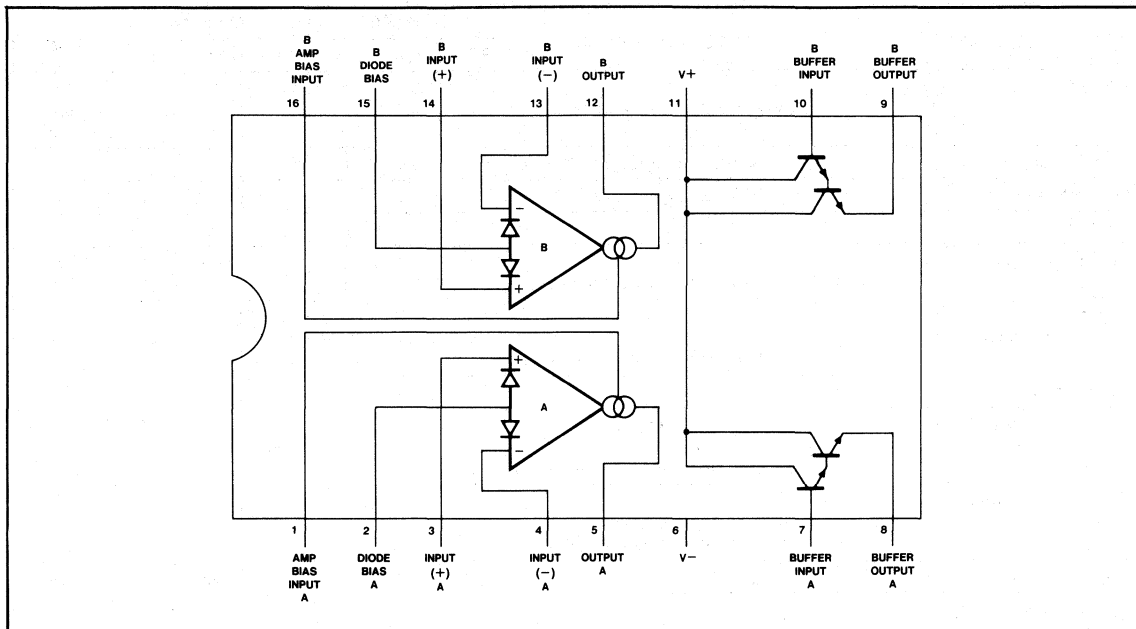 B
AMP
BIAS
INPUT
16
B
DIODE
BIAS
15
B
INPUT
(+)
14
B
INPUT
(−)
13
B
OUTPUT
12
V+
11
B
BUFFER
INPUT
10
B
BUFFER
OUTPUT
9
−
B
+
+
A
−
1
AMP
BIAS
INPUT
A
2
DIODE
BIAS
A
3
INPUT
(+)
A
4
INPUT
(−)
A
5
OUTPUT
A
6
V−
7
BUFFER
INPUT
A
8
BUFFER
OUTPUT
A